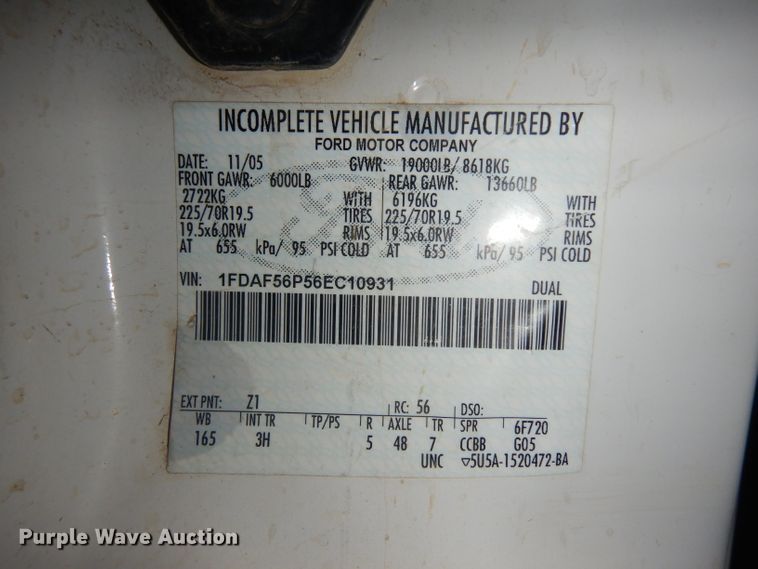 INCOMPLETE VEHICLE MANUFACTURED BY
FORD MOTOR COMPANY
DATE: 11/05 GVWR: 19000LB/ 8618KG
FRONT GAWR: 6000LB REAR GAWR: 13660LB
2722KG WITH 6196KG WITH
225/70R19.5 TIRES 225/70R19.5 TIRES
19.5x6.0RW RIMS 19.5x6.0RW RIMS
AT 655 kPa/ 95 PSI COLD AT 655 kPa/ 95 PSI COLD
VIN: 1FDAF56P56EC10931 DUAL
EXT PNT: Z1 RC: 56 DSO:
WB INT TR TP/PS R AXLE TR SPR 6F720
165 3H 5 48 7 CCBB G05
UNC ▽5U5A-1520472-BA
Purple Wave Auction